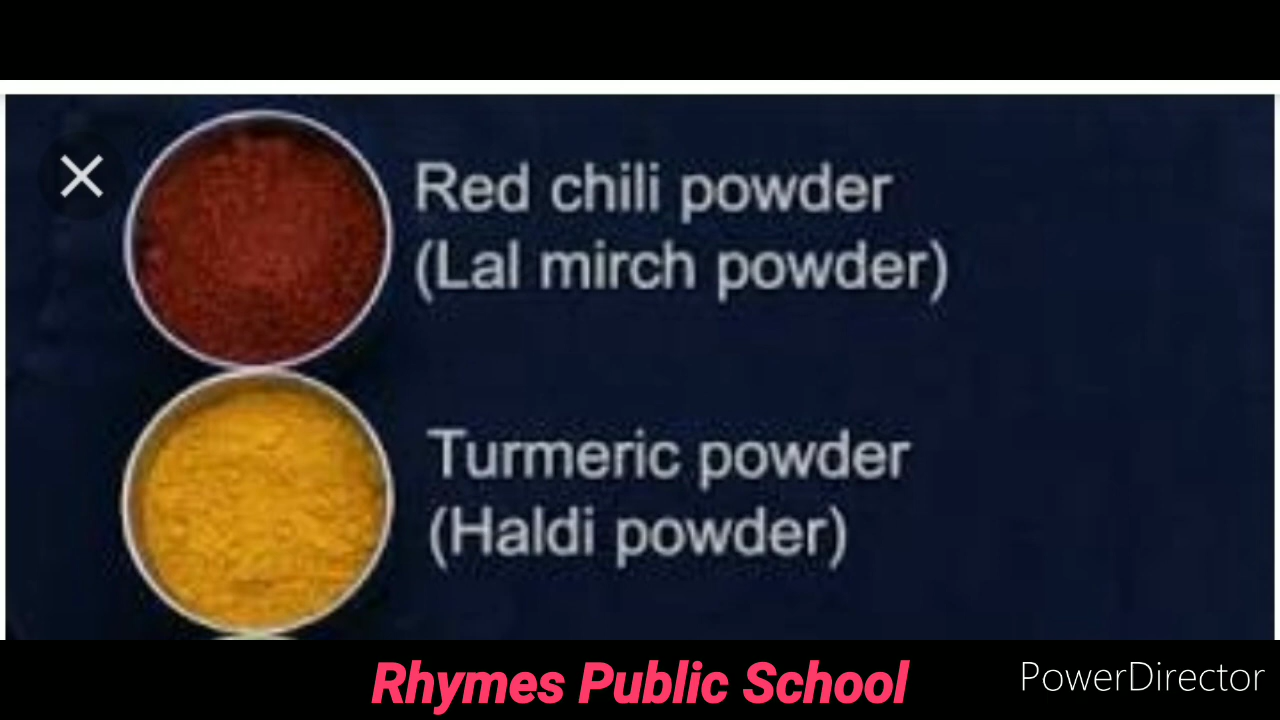 Red chili powder
(Lal mirch powder)
Turmeric powder
(Haldi powder)
Rhymes Public School
PowerDirector